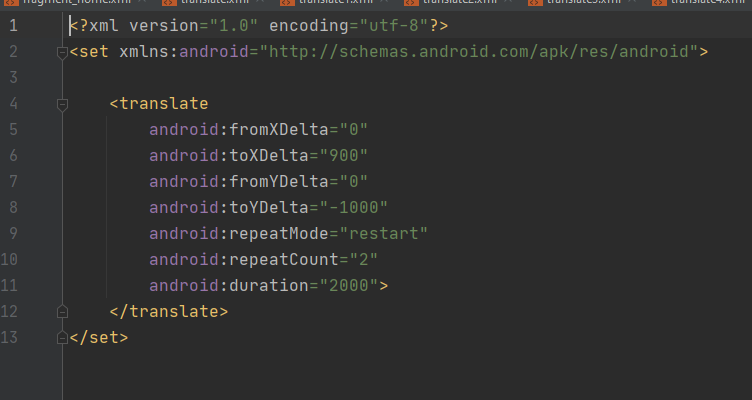 fragment_home.xml translate.xml translate1.xml translate2.xml translate3.xml translate4.xml
1 <?xml version="1.0" encoding="utf-8"?>
2 <set xmlns:android="http://schemas.android.com/apk/res/android">
3
4 <translate
5 android:fromXDelta="0"
6 android:toXDelta="900"
7 android:fromYDelta="0"
8 android:toYDelta="-1000"
9 android:repeatMode="restart"
10 android:repeatCount="2"
11 android:duration="2000">
12 </translate>
13 </set>